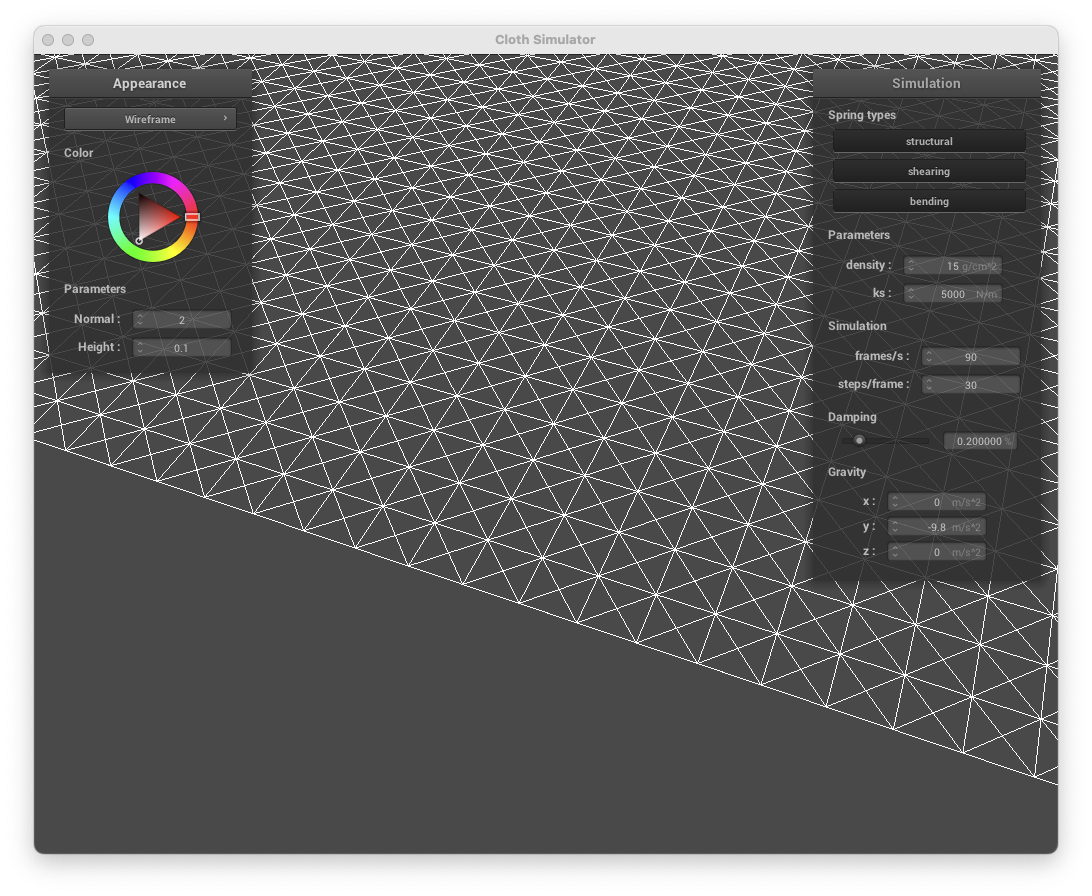 Cloth Simulator
Appearance
Wireframe
Color
Parameters
Normal : 2
Height : 0.1
Simulation
Spring types
structural
shearing
bending
Parameters
density : 15 g/cm^2
ks : 5000 N/m
Simulation
frames/s : 90
steps/frame : 30
Damping
0.200000 %
Gravity
x : 0 m/s^2
y : -9.8 m/s^2
z : 0 m/s^2